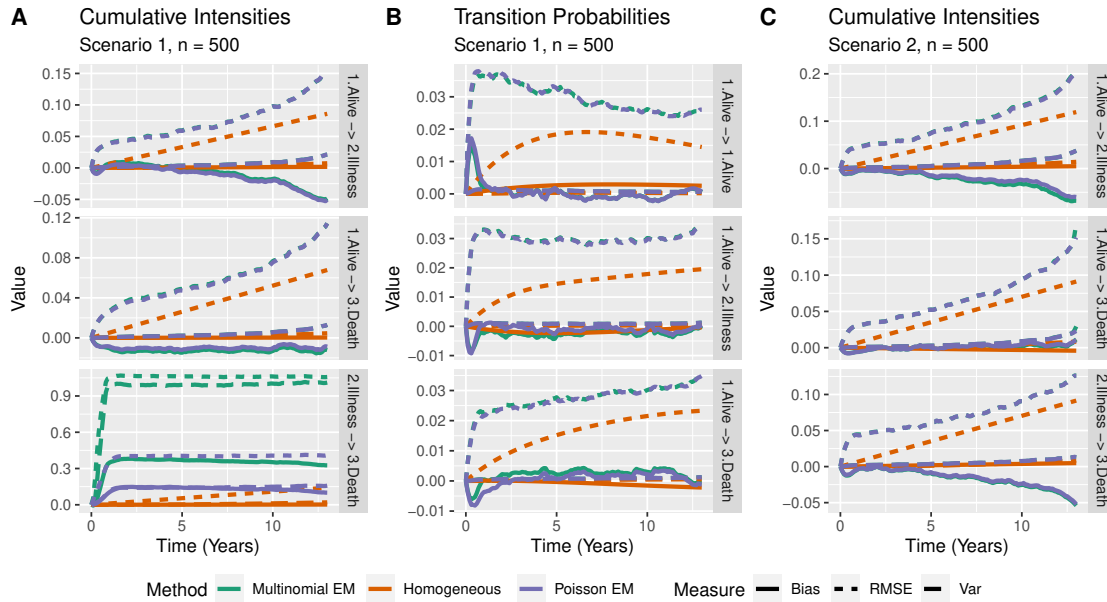 A
Cumulative Intensities
Scenario 1, n = 500
0.15
0.10
0.05
0.00
−0.05
1.Alive −> 2.Illness
0.12
0.08
0.04
0.00
1.Alive −> 3.Death
0.9
0.6
0.3
0.0
2.Illness −> 3.Death
Value
0 5 10
Time (Years)
B
Transition Probabilities
Scenario 1, n = 500
0.03
0.02
0.01
0.00
1.Alive −> 1.Alive
0.03
0.02
0.01
0.00
−0.01
1.Alive −> 2.Illness
0.03
0.02
0.01
0.00
−0.01
1.Alive −> 3.Death
Value
0 5 10
Time (Years)
C
Cumulative Intensities
Scenario 2, n = 500
0.2
0.1
0.0
1.Alive −> 2.Illness
0.15
0.10
0.05
0.00
1.Alive −> 3.Death
0.10
0.05
0.00
−0.05
2.Illness −> 3.Death
Value
0 5 10
Time (Years)
Method Multinomial EM Homogeneous Poisson EM Measure Bias RMSE Var